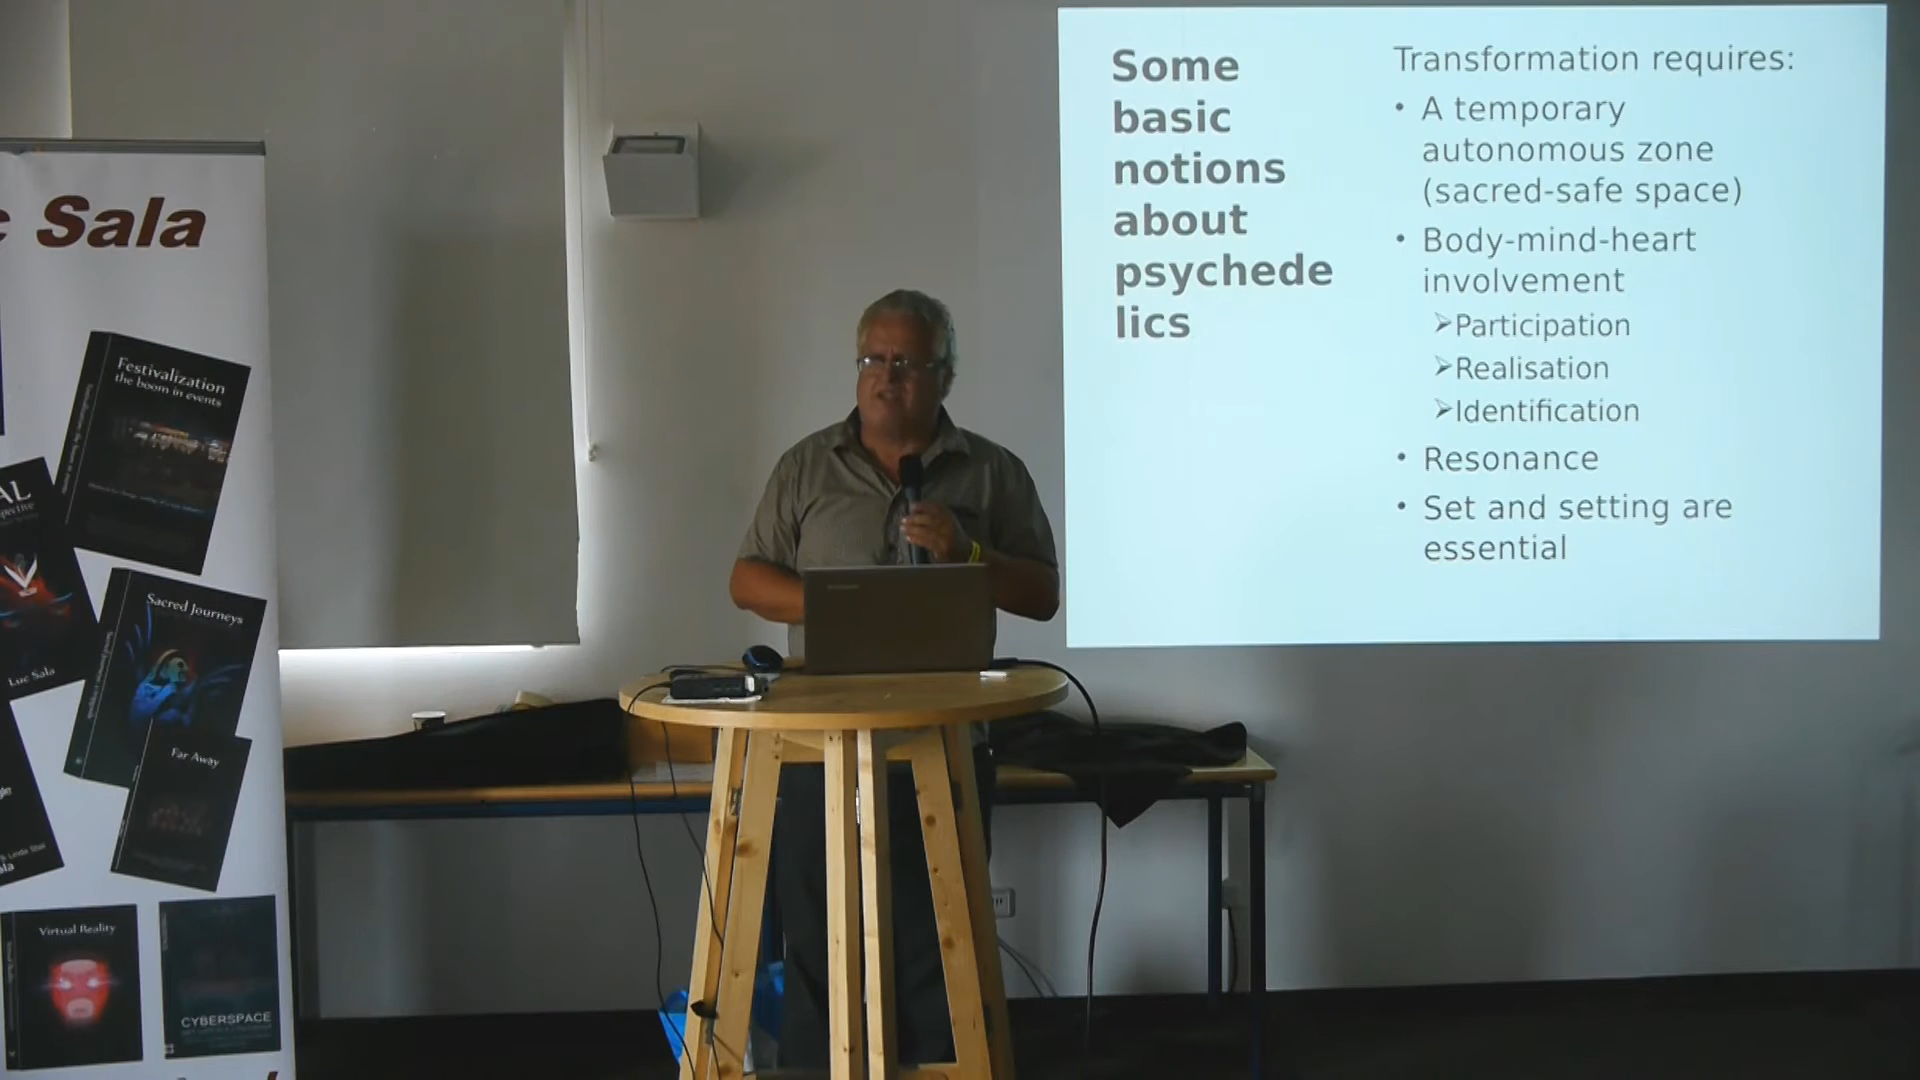 Some
basic
notions
about
psychede
lics
Transformation requires:
• A temporary
autonomous zone
(sacred-safe space)
• Body-mind-heart
involvement
➢Participation
➢Realisation
➢Identification
• Resonance
• Set and setting are
essential
c Sala
Festivalization
the boom in events
AL
Luc Sala
Sacred Journeys
Far Away
Virtual Reality
CYBERSPACE